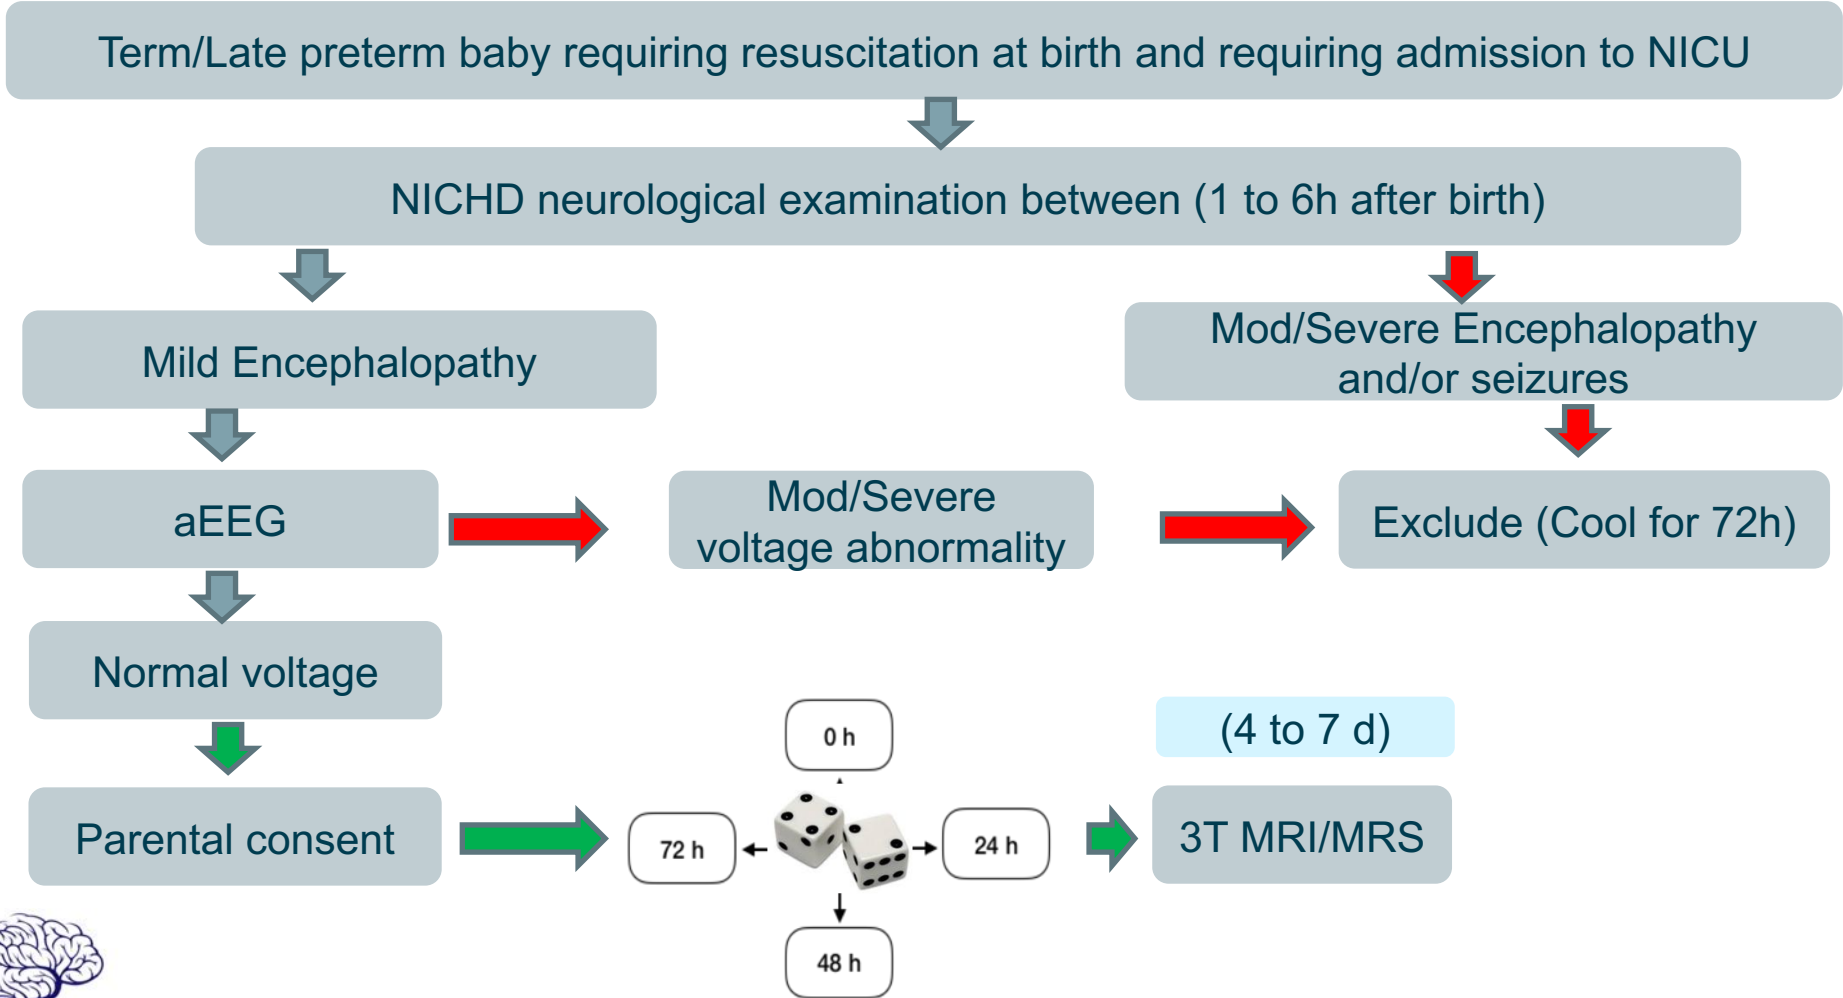 Term/Late preterm baby requiring resuscitation at birth and requiring admission to NICU
NICHD neurological examination between (1 to 6h after birth)
Mild Encephalopathy
Mod/Severe Encephalopathy
and/or seizures
aEEG
Mod/Severe
voltage abnormality
Exclude (Cool for 72h)
Normal voltage
Parental consent
0 h
72 h
24 h
48 h
(4 to 7 d)
3T MRI/MRS